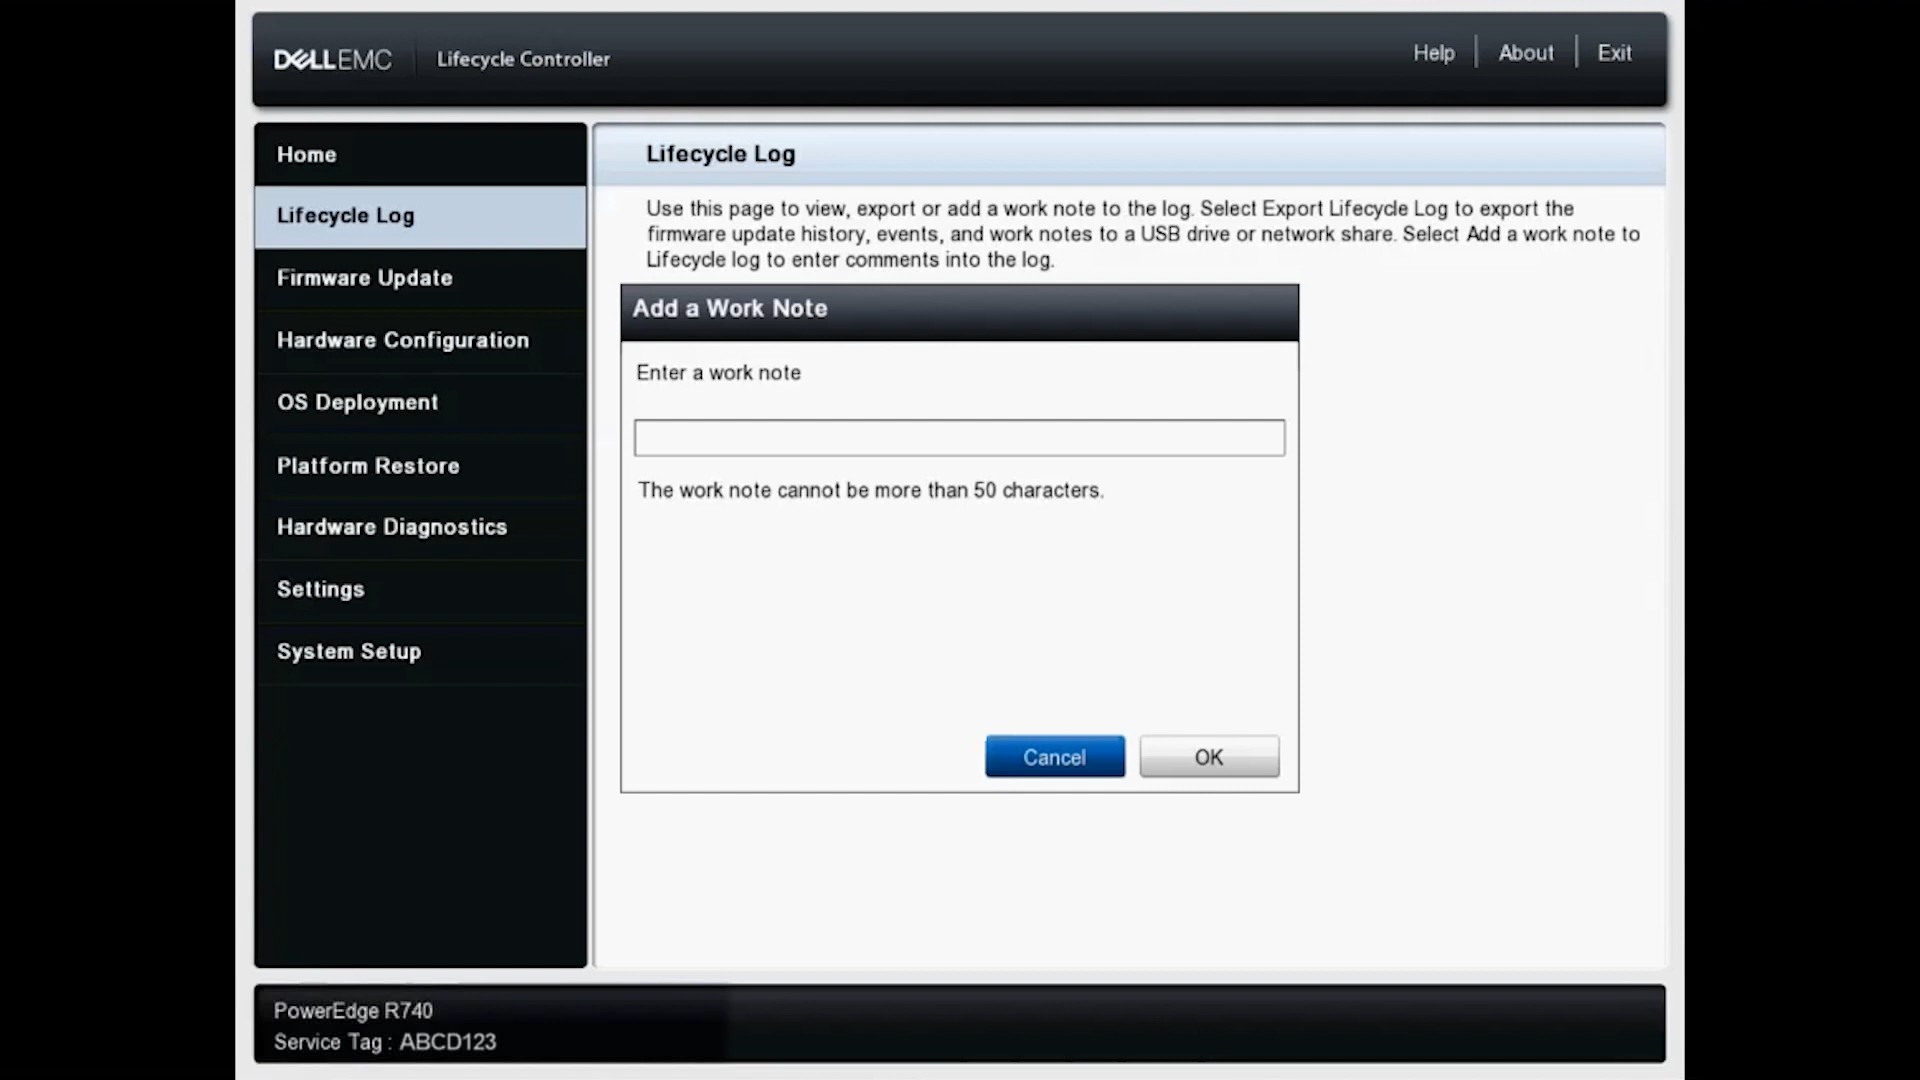 DELLEMC
Lifecycle Controller
Help
About
Exit
Home
Lifecycle Log
Firmware Update
Hardware Configuration
OS Deployment
Platform Restore
Hardware Diagnostics
Settings
System Setup
Lifecycle Log
Use this page to view, export or add a work note to the log. Select Export Lifecycle Log to export the
firmware update history, events, and work notes to a USB drive or network share. Select Add a work note to
Lifecycle log to enter comments into the log.
Add a Work Note
Enter a work note
The work note cannot be more than 50 characters.
Cancel
OK
PowerEdge R740
Service Tag : ABCD123